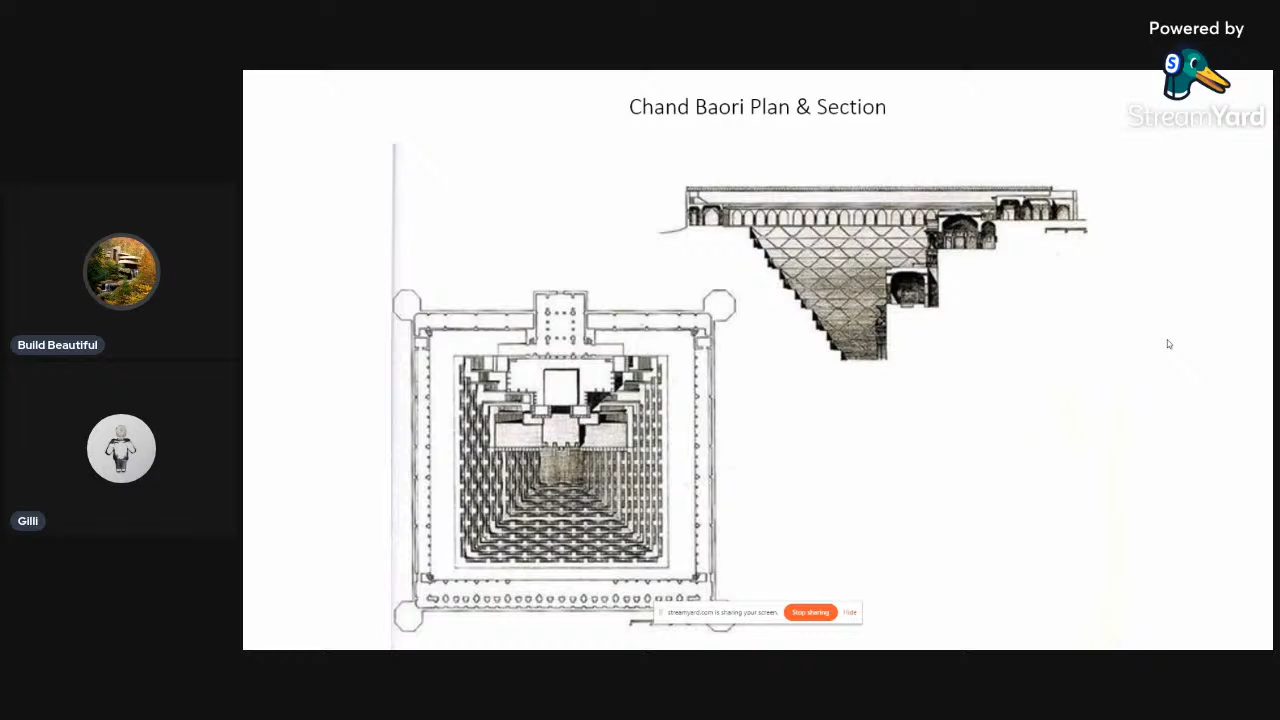 Powered by
StreamYard
Chand Baori Plan & Section
Build Beautiful
Gilli
streamyard.com is sharing your screen.
Stop sharing
Hide